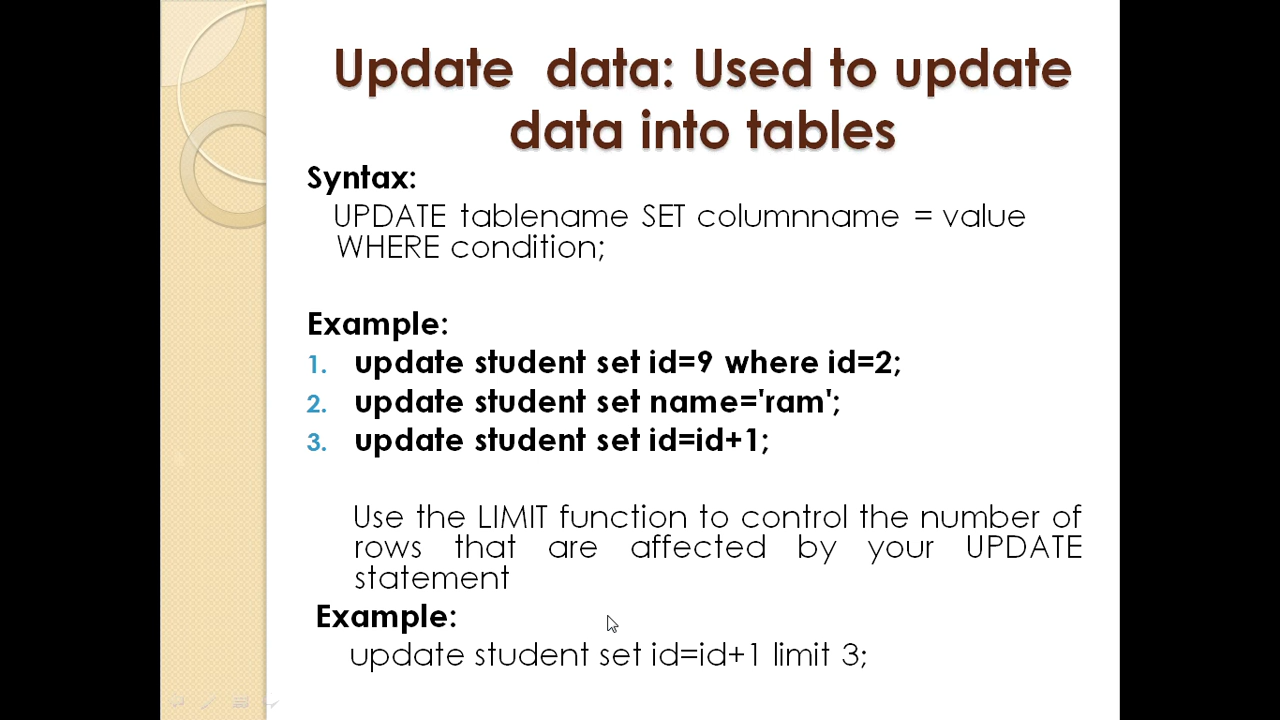 Update data: Used to update
data into tables
Syntax:
UPDATE tablename SET columnname = value
WHERE condition;
Example:
1. update student set id=9 where id=2;
2. update student set name='ram';
3. update student set id=id+1;
Use the LIMIT function to control the number of
rows that are affected by your UPDATE
statement
Example:
update student set id=id+1 limit 3;